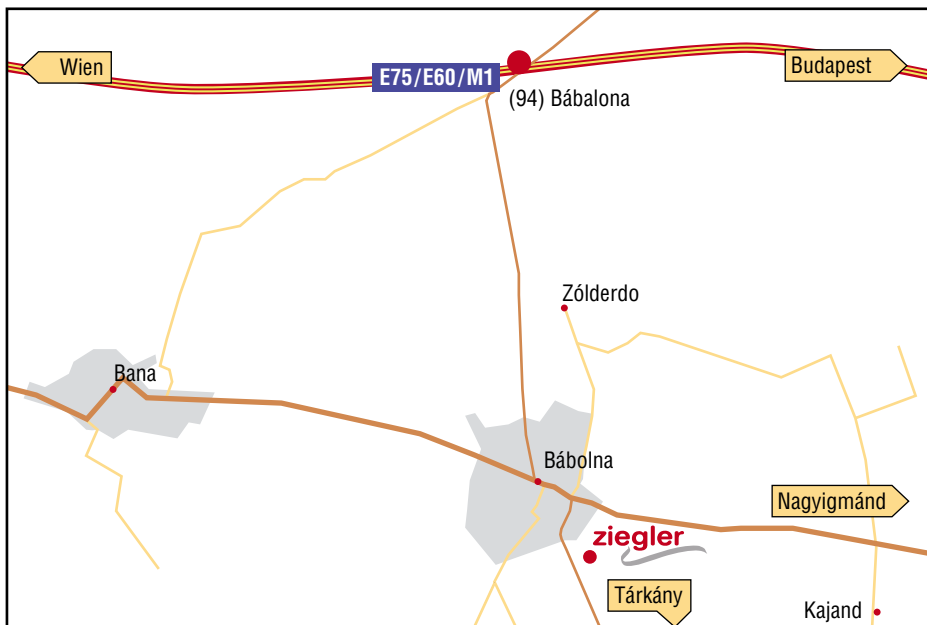 Wien
E75/E60/M1
Budapest
(94) Bábalona
Zólderdo
Bana
Bábolna
Nagyigmánd
ziegler
Tárkány
Kajand